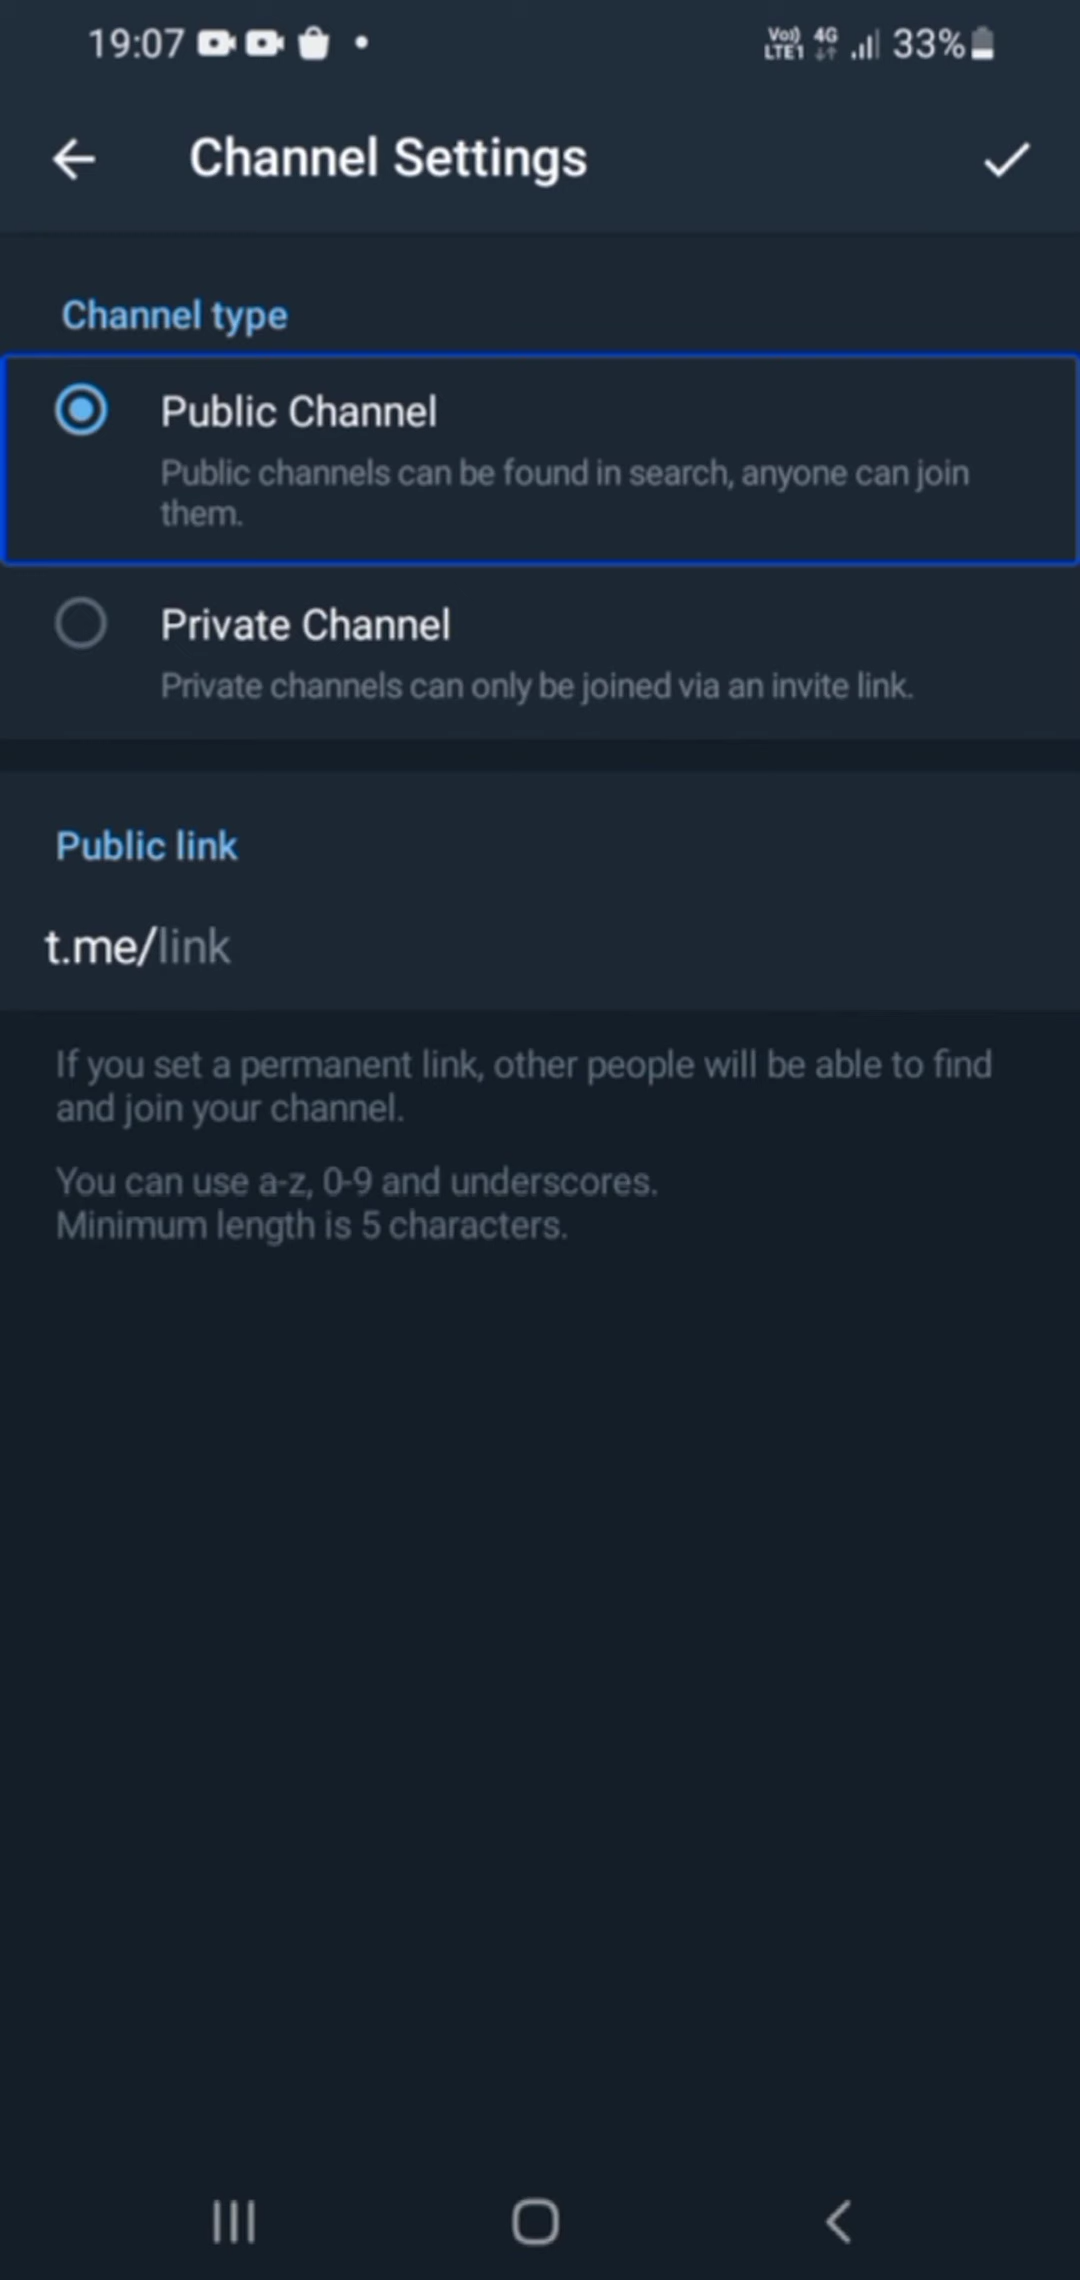 19:07
Vo)) 4G
LTE1
33%
Channel Settings
Channel type
Public Channel
Public channels can be found in search, anyone can join
them.
Private Channel
Private channels can only be joined via an invite link.
Public link
t.me/link
If you set a permanent link, other people will be able to find
and join your channel.
You can use a-z, 0-9 and underscores.
Minimum length is 5 characters.